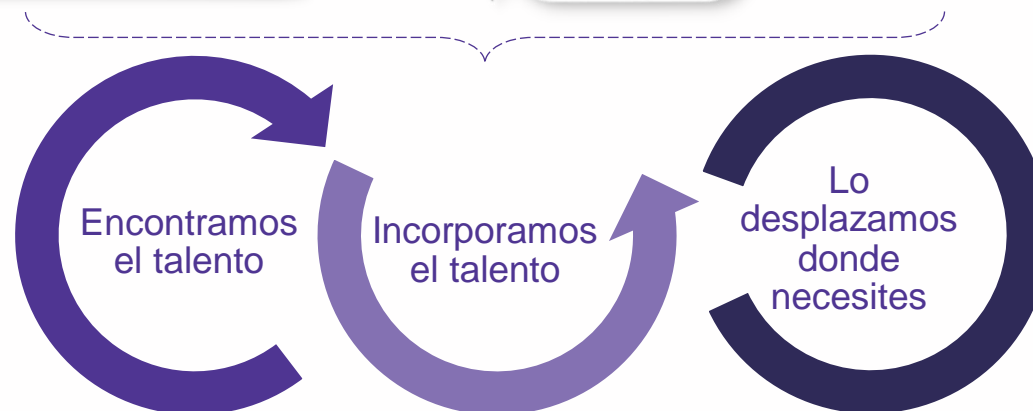 Encontramos
el talento
Incorporamos
el talento
Lo
desplazamos
donde
necesites